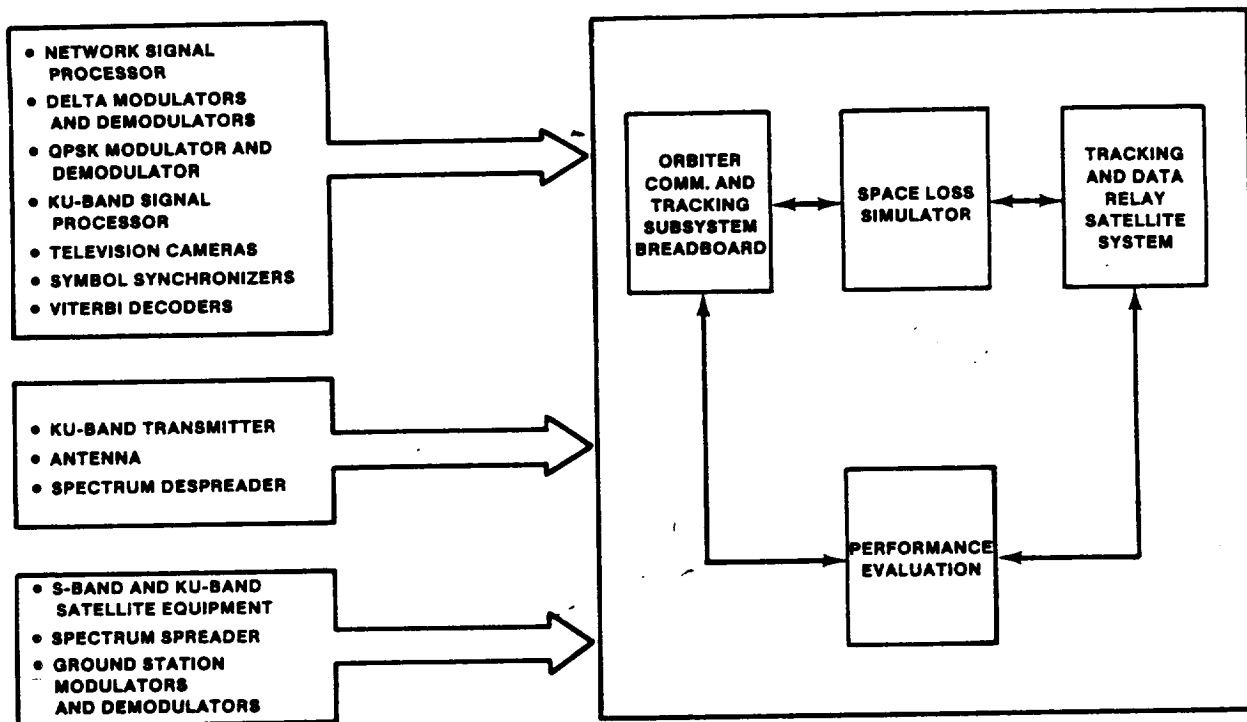 • NETWORK SIGNAL
PROCESSOR
• DELTA MODULATORS
AND DEMODULATORS
• QPSK MODULATOR AND
DEMODULATOR
• KU-BAND SIGNAL
PROCESSOR
• TELEVISION CAMERAS
• SYMBOL SYNCHRONIZERS
• VITERBI DECODERS
• KU-BAND TRANSMITTER
• ANTENNA
• SPECTRUM DESPREADER
• S-BAND AND KU-BAND
SATELLITE EQUIPMENT
• SPECTRUM SPREADER
• GROUND STATION
MODULATORS
AND DEMODULATORS
ORBITER
COMM. AND
TRACKING
SUBSYSTEM
BREADBOARD
SPACE LOSS
SIMULATOR
TRACKING
AND DATA
RELAY
SATELLITE
SYSTEM
PERFORMANCE
EVALUATION